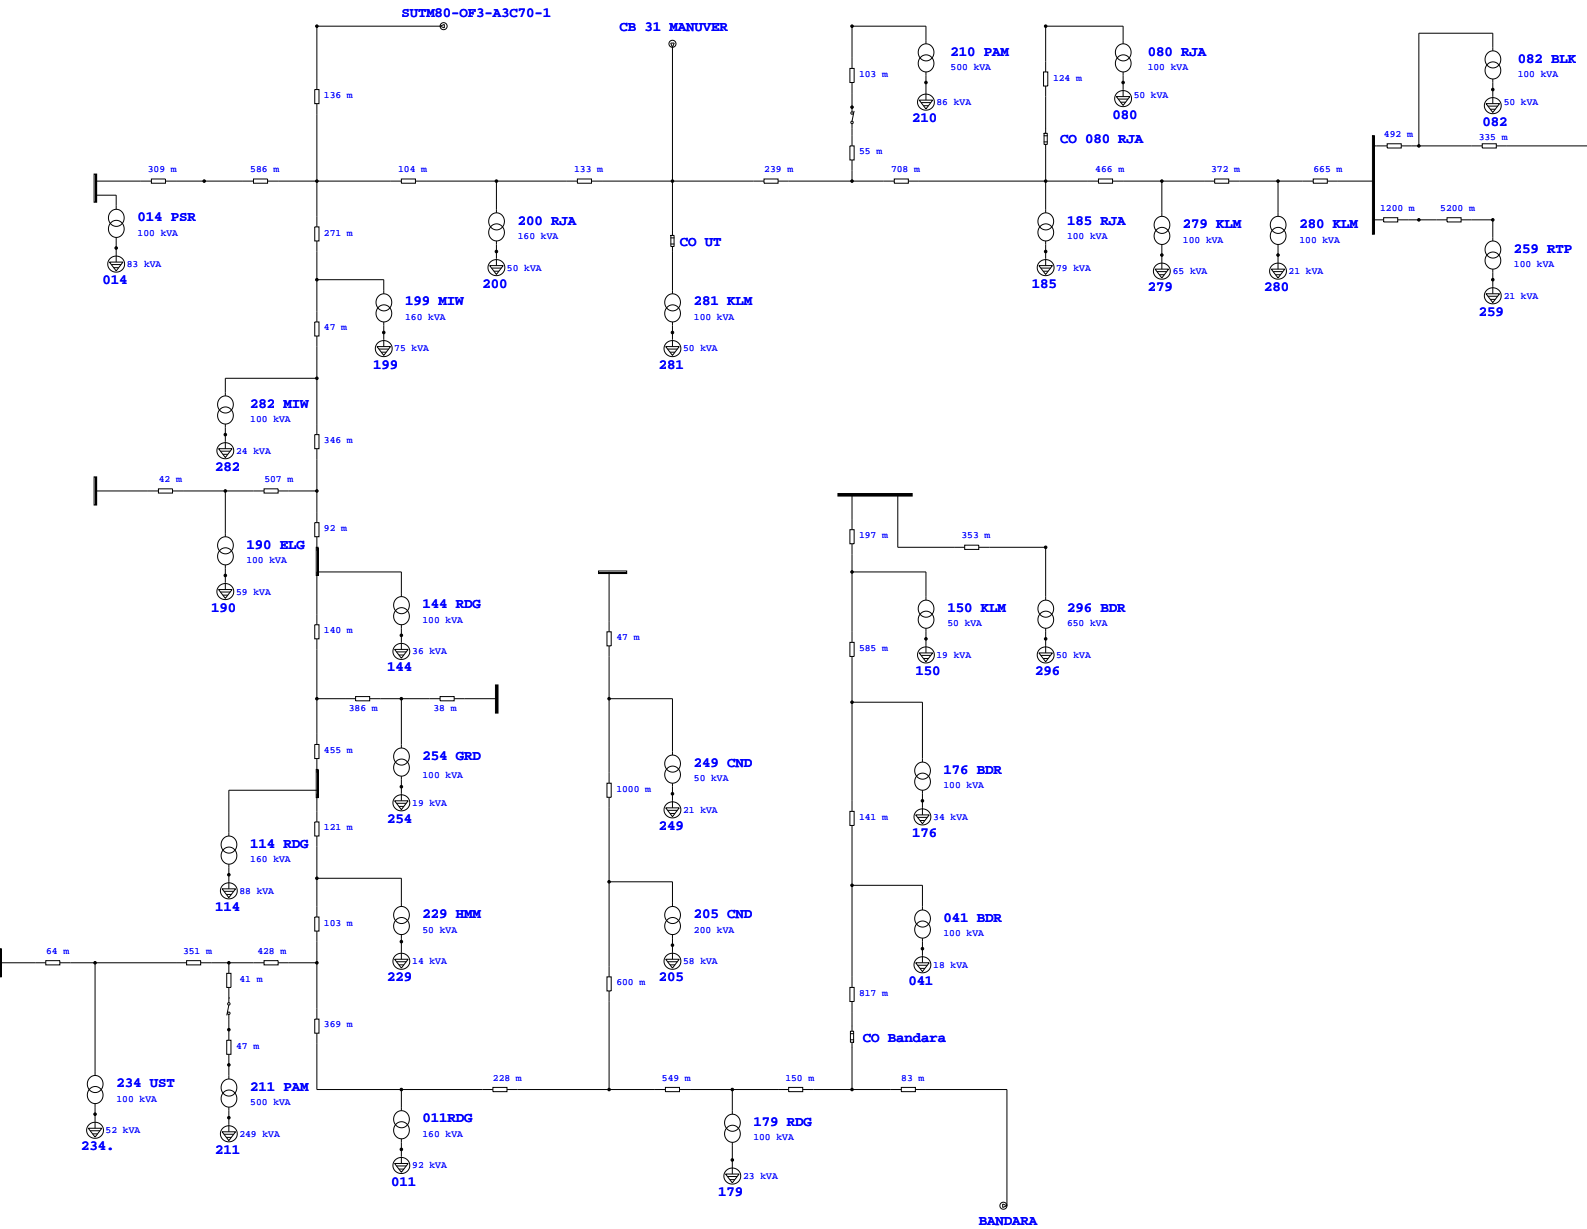 SUTM80-OF3-A3C70-1
CB 31 MANUVER
210 PAM
500 kVA
86 kVA
210
103 m
55 m
080 RJA
100 kVA
50 kVA
080
124 m
CO 080 RJA
082 BLK
100 kVA
50 kVA
082
492 m
335 m
136 m
309 m
586 m
104 m
133 m
239 m
708 m
466 m
372 m
665 m
1200 m
5200 m
014 PSR
100 kVA
83 kVA
014
271 m
200 RJA
160 kVA
50 kVA
200
CO UT
185 RJA
100 kVA
79 kVA
185
279 KLM
100 kVA
65 kVA
279
280 KLM
100 kVA
21 kVA
280
259 RTP
100 kVA
21 kVA
259
199 MIW
160 kVA
75 kVA
199
47 m
281 KLM
100 kVA
50 kVA
281
282 MIW
100 kVA
24 kVA
282
346 m
42 m
507 m
92 m
190 ELG
100 kVA
59 kVA
190
144 RDG
100 kVA
36 kVA
144
140 m
197 m
353 m
150 KLM
50 kVA
19 kVA
150
296 BDR
650 kVA
50 kVA
296
47 m
585 m
386 m
38 m
455 m
254 GRD
100 kVA
19 kVA
254
249 CND
50 kVA
21 kVA
249
1000 m
176 BDR
100 kVA
34 kVA
176
141 m
121 m
114 RDG
160 kVA
88 kVA
114
229 HMM
50 kVA
14 kVA
229
103 m
205 CND
200 kVA
58 kVA
205
600 m
041 BDR
100 kVA
18 kVA
041
817 m
CO Bandara
64 m
351 m
428 m
41 m
47 m
369 m
234 UST
100 kVA
52 kVA
234.
211 PAM
500 kVA
249 kVA
211
228 m
549 m
150 m
83 m
011RDG
160 kVA
92 kVA
011
179 RDG
100 kVA
23 kVA
179
BANDARA